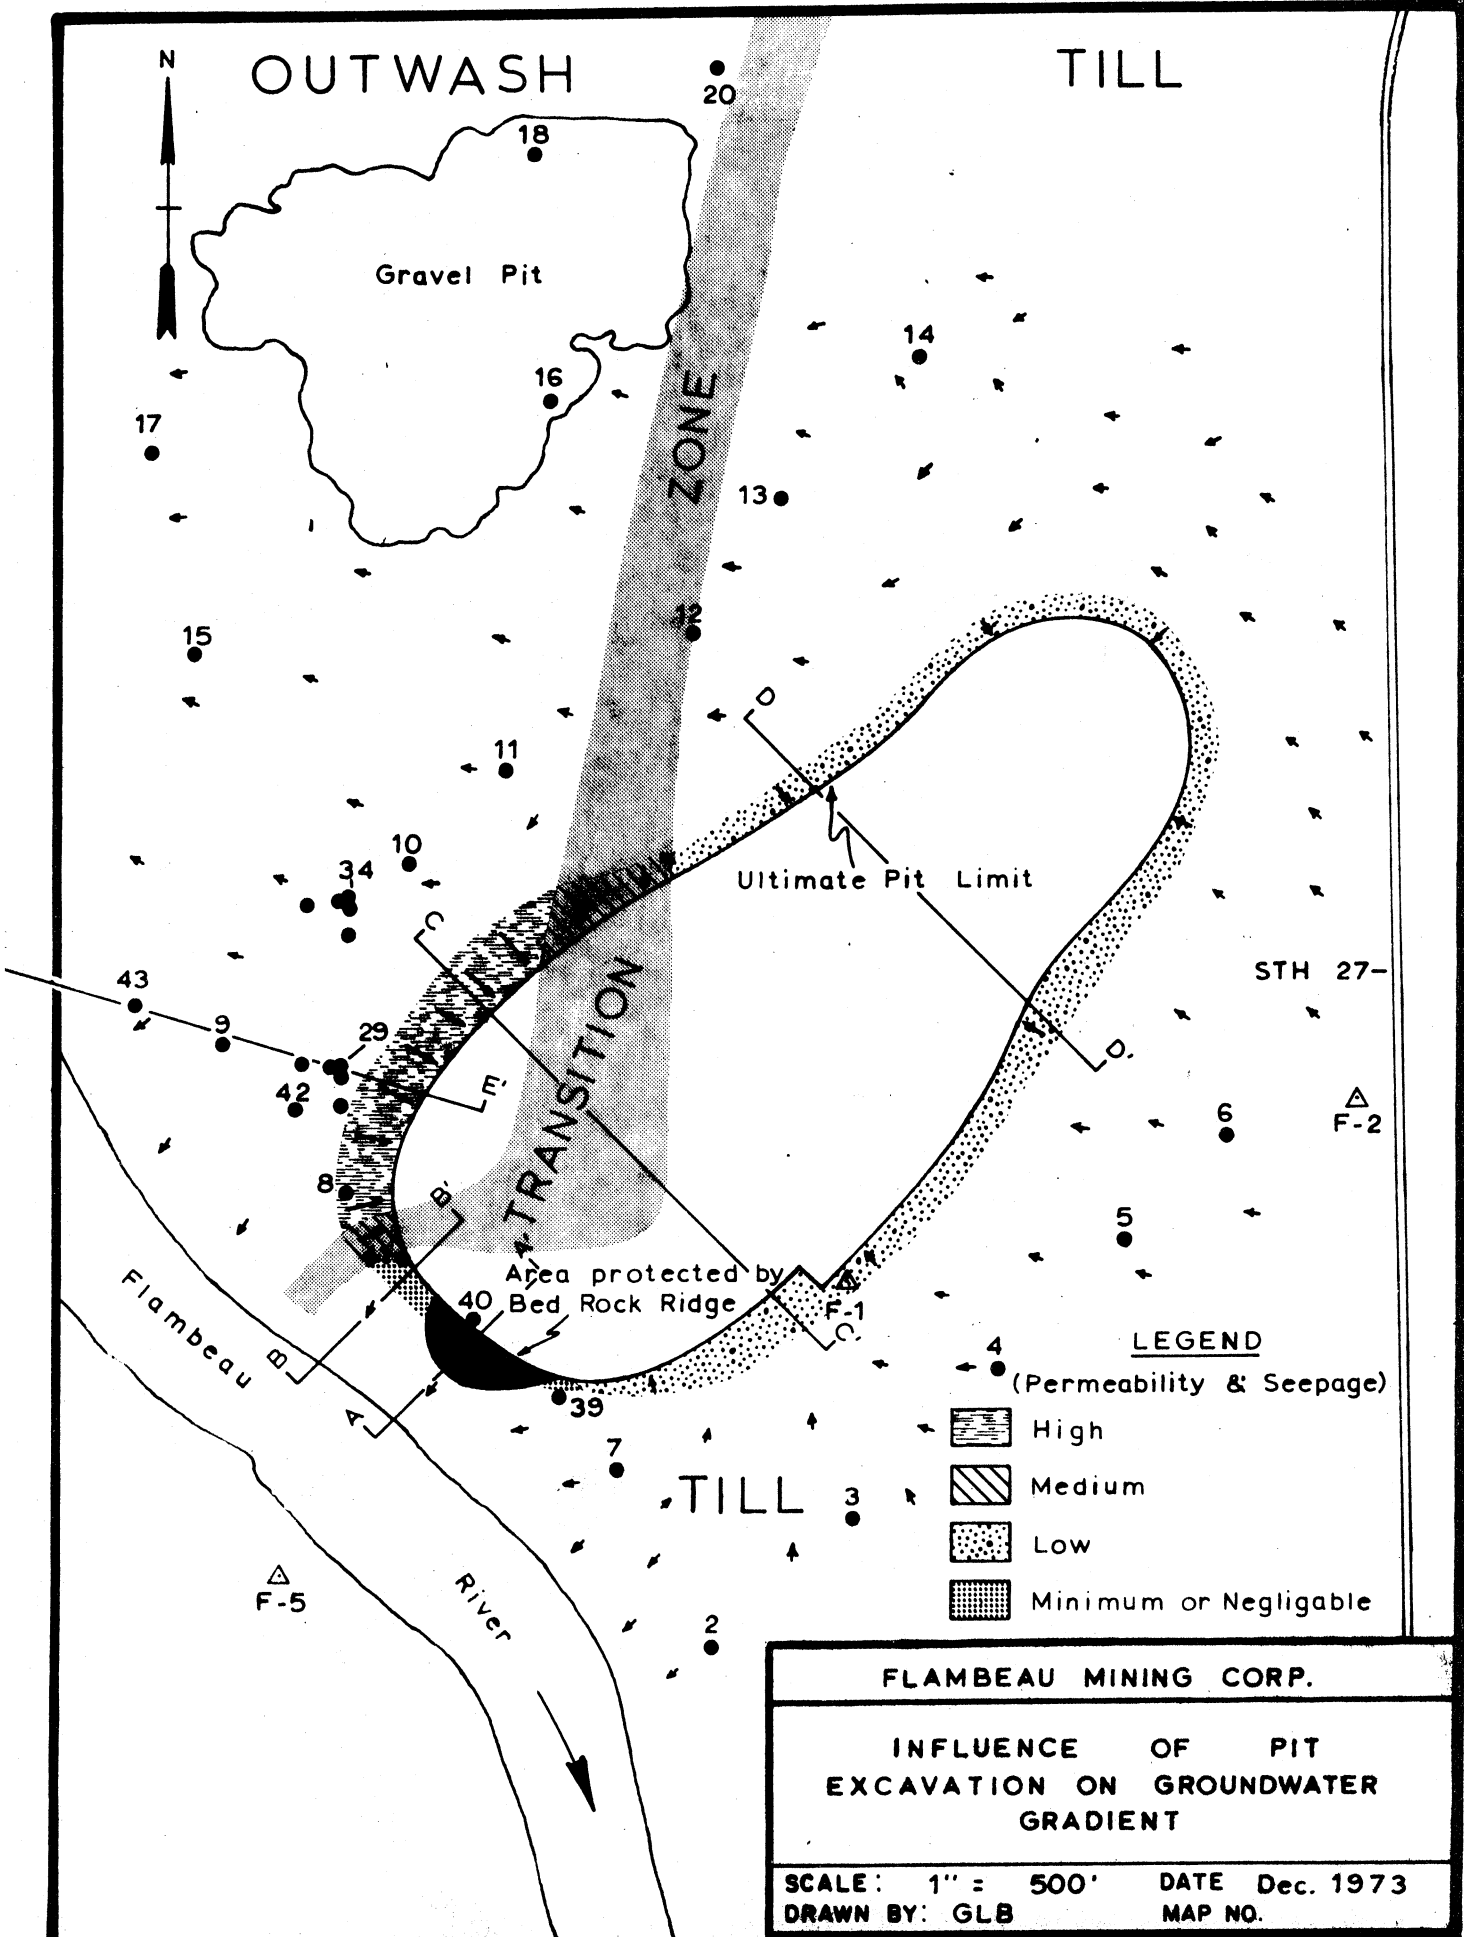 N
OUTWASH
TILL
20
18
Gravel Pit
14
16
17
ZONE
13
12
15
D
11
10
34
Ultimate Pit Limit
C
STH 27-
43
9
29
TRANSITION
D'
E'
42
F-2
6
8
B'
5
A'
Area protected by
Bed Rock Ridge
40
F-1
C'
Flambeau
B
4
LEGEND
(Permeability & Seepage)
A
39
High
7
Medium
TILL
3
Low
F-5
River
Minimum or Negligable
2
FLAMBEAU MINING CORP.
INFLUENCE OF PIT
EXCAVATION ON GROUNDWATER
GRADIENT
SCALE: 1" = 500' DATE Dec. 1973
DRAWN BY: GLB MAP NO.